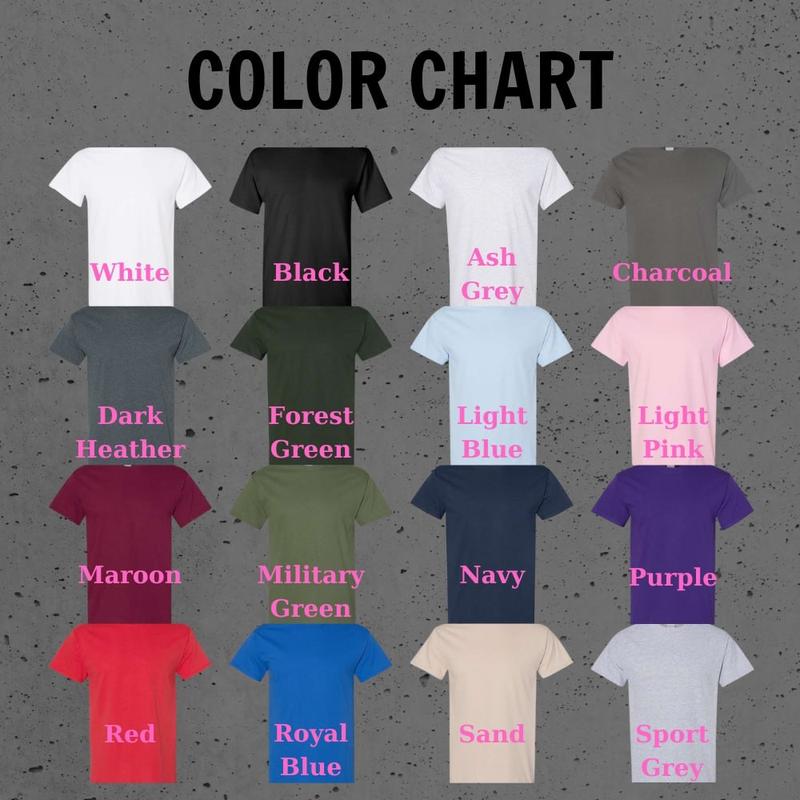 COLOR CHART
White
Black
Ash
Grey
Charcoal
Dark
Heather
Forest
Green
Light
Blue
Light
Pink
Maroon
Military
Green
Navy
Purple
Red
Royal
Blue
Sand
Sport
Grey